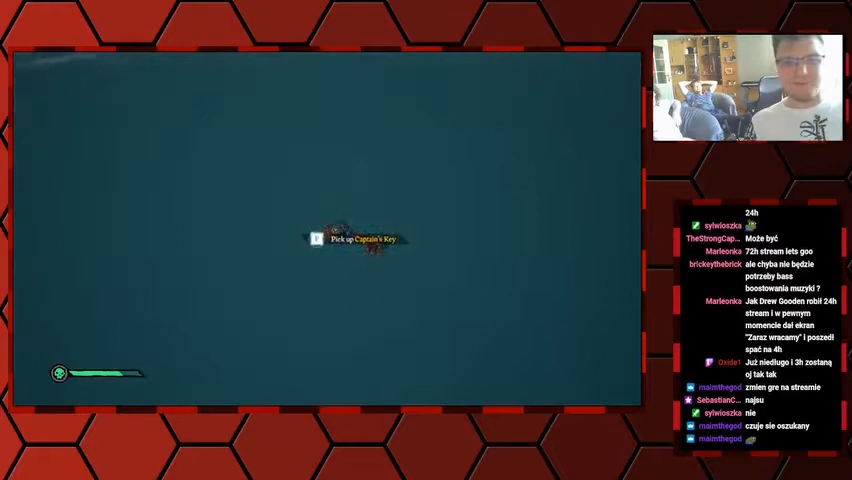 F Pick up Captain's Key
24h
sylwioszka
TheStrongCap... Może być
Marleonka 72h stream lets goo
brickeythebrick ale chyba nie będzie
potrzeby bass
boostowania muzyki ?
Marleonka Jak Drew Gooden robił 24h
stream i w pewnym
momencie dał ekran
"Zaraz wracamy" i poszedł
spać na 4h
Oxide1 Już niedługo i 3h zostaną
oj tak tak
maimthegod zmien gre na streamie
SebastianC... najsu
sylwioszka nie
maimthegod czuje sie oszukany
maimthegod